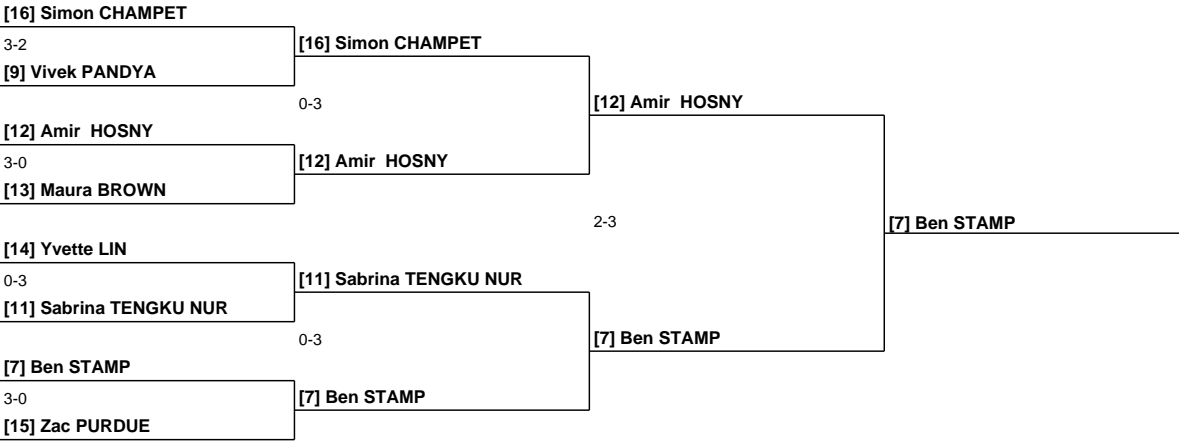 [16] Simon CHAMPET
3-2
[16] Simon CHAMPET
[9] Vivek PANDYA
0-3
[12] Amir  HOSNY
[12] Amir  HOSNY
3-0
[12] Amir  HOSNY
[13] Maura BROWN
2-3
[7] Ben STAMP
[14] Yvette LIN
0-3
[11] Sabrina TENGKU NUR
[11] Sabrina TENGKU NUR
0-3
[7] Ben STAMP
[7] Ben STAMP
3-0
[7] Ben STAMP
[15] Zac PURDUE